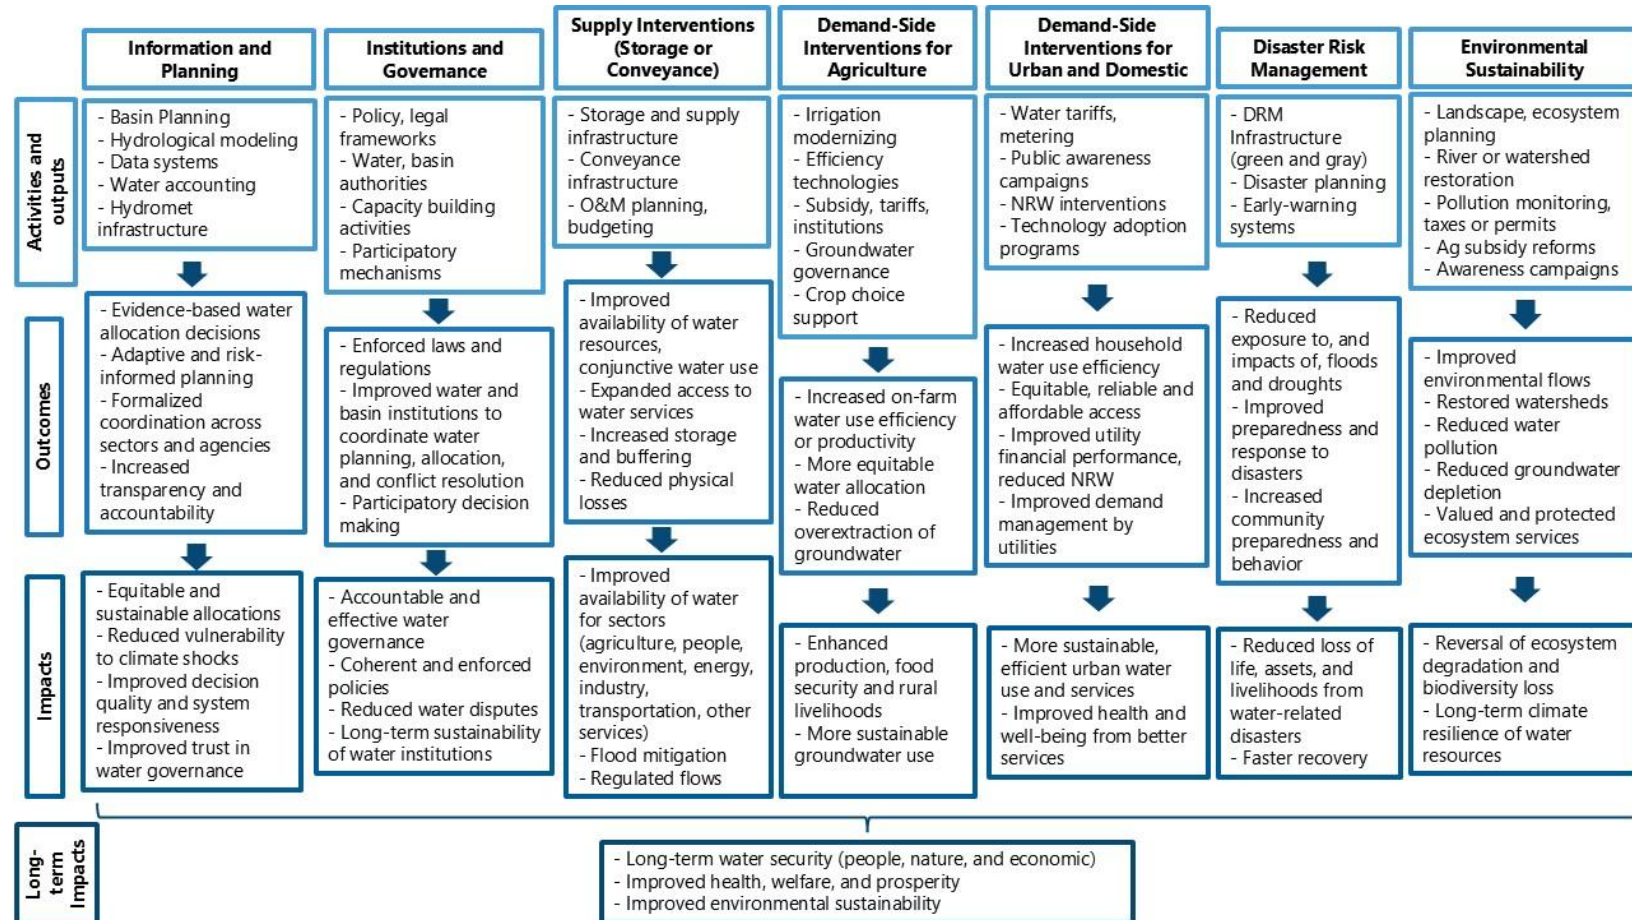 Information and
Planning
Institutions and
Governance
Supply Interventions
(Storage or
Conveyance)
Demand-Side
Interventions for
Agriculture
Demand-Side
Interventions for
Urban and Domestic
Disaster Risk
Management
Environmental
Sustainability
Activities and
outputs
- Basin Planning
- Hydrological modeling
- Data systems
- Water accounting
- Hydromet
infrastructure
- Policy, legal
frameworks
- Water, basin
authorities
- Capacity building
activities
- Participatory
mechanisms
- Storage and supply
infrastructure
- Conveyance
infrastructure
- O&M planning,
budgeting
- Irrigation
modernizing
- Efficiency
technologies
- Subsidy, tariffs,
institutions
- Groundwater
governance
- Crop choice
support
- Water tariffs,
metering
- Public awareness
campaigns
- NRW interventions
- Technology adoption
programs
- DRM
Infrastructure
(green and gray)
- Disaster planning
- Early-warning
systems
- Landscape, ecosystem
planning
- River or watershed
restoration
- Pollution monitoring,
taxes or permits
- Ag subsidy reforms
- Awareness campaigns
Outcomes
- Evidence-based water
allocation decisions
- Adaptive and risk-
informed planning
- Formalized
coordination across
sectors and agencies
- Increased
transparency and
accountability
- Enforced laws and
regulations
- Improved water and
basin institutions to
coordinate water
planning, allocation,
and conflict resolution
- Participatory decision
making
- Improved
availability of water
resources,
conjunctive water use
- Expanded access to
water services
- Increased storage
and buffering
- Reduced physical
losses
- Increased on-farm
water use efficiency
or productivity
- More equitable
water allocation
- Reduced
overextraction of
groundwater
- Increased household
water use efficiency
- Equitable, reliable and
affordable access
- Improved utility
financial performance,
reduced NRW
- Improved demand
management by
utilities
- Reduced
exposure to, and
impacts of, floods
and droughts
- Improved
preparedness and
response to
disasters
- Increased
community
preparedness and
behavior
- Improved
environmental flows
- Restored watersheds
- Reduced water
pollution
- Reduced groundwater
depletion
- Valued and protected
ecosystem services
Impacts
- Equitable and
sustainable allocations
- Reduced vulnerability
to climate shocks
- Improved decision
quality and system
responsiveness
- Improved trust in
water governance
- Accountable and
effective water
governance
- Coherent and enforced
policies
- Reduced water disputes
- Long-term sustainability
of water institutions
- Improved
availability of water
for sectors
(agriculture, people,
environment, energy,
industry,
transportation, other
services)
- Flood mitigation
- Regulated flows
- Enhanced
production, food
security and rural
livelihoods
- More sustainable
groundwater use
- More sustainable,
efficient urban water
use and services
- Improved health and
well-being from better
services
- Reduced loss of
life, assets, and
livelihoods from
water-related
disasters
- Faster recovery
- Reversal of ecosystem
degradation and
biodiversity loss
- Long-term climate
resilience of water
resources
Long-
term
Impacts
- Long-term water security (people, nature, and economic)
- Improved health, welfare, and prosperity
- Improved environmental sustainability